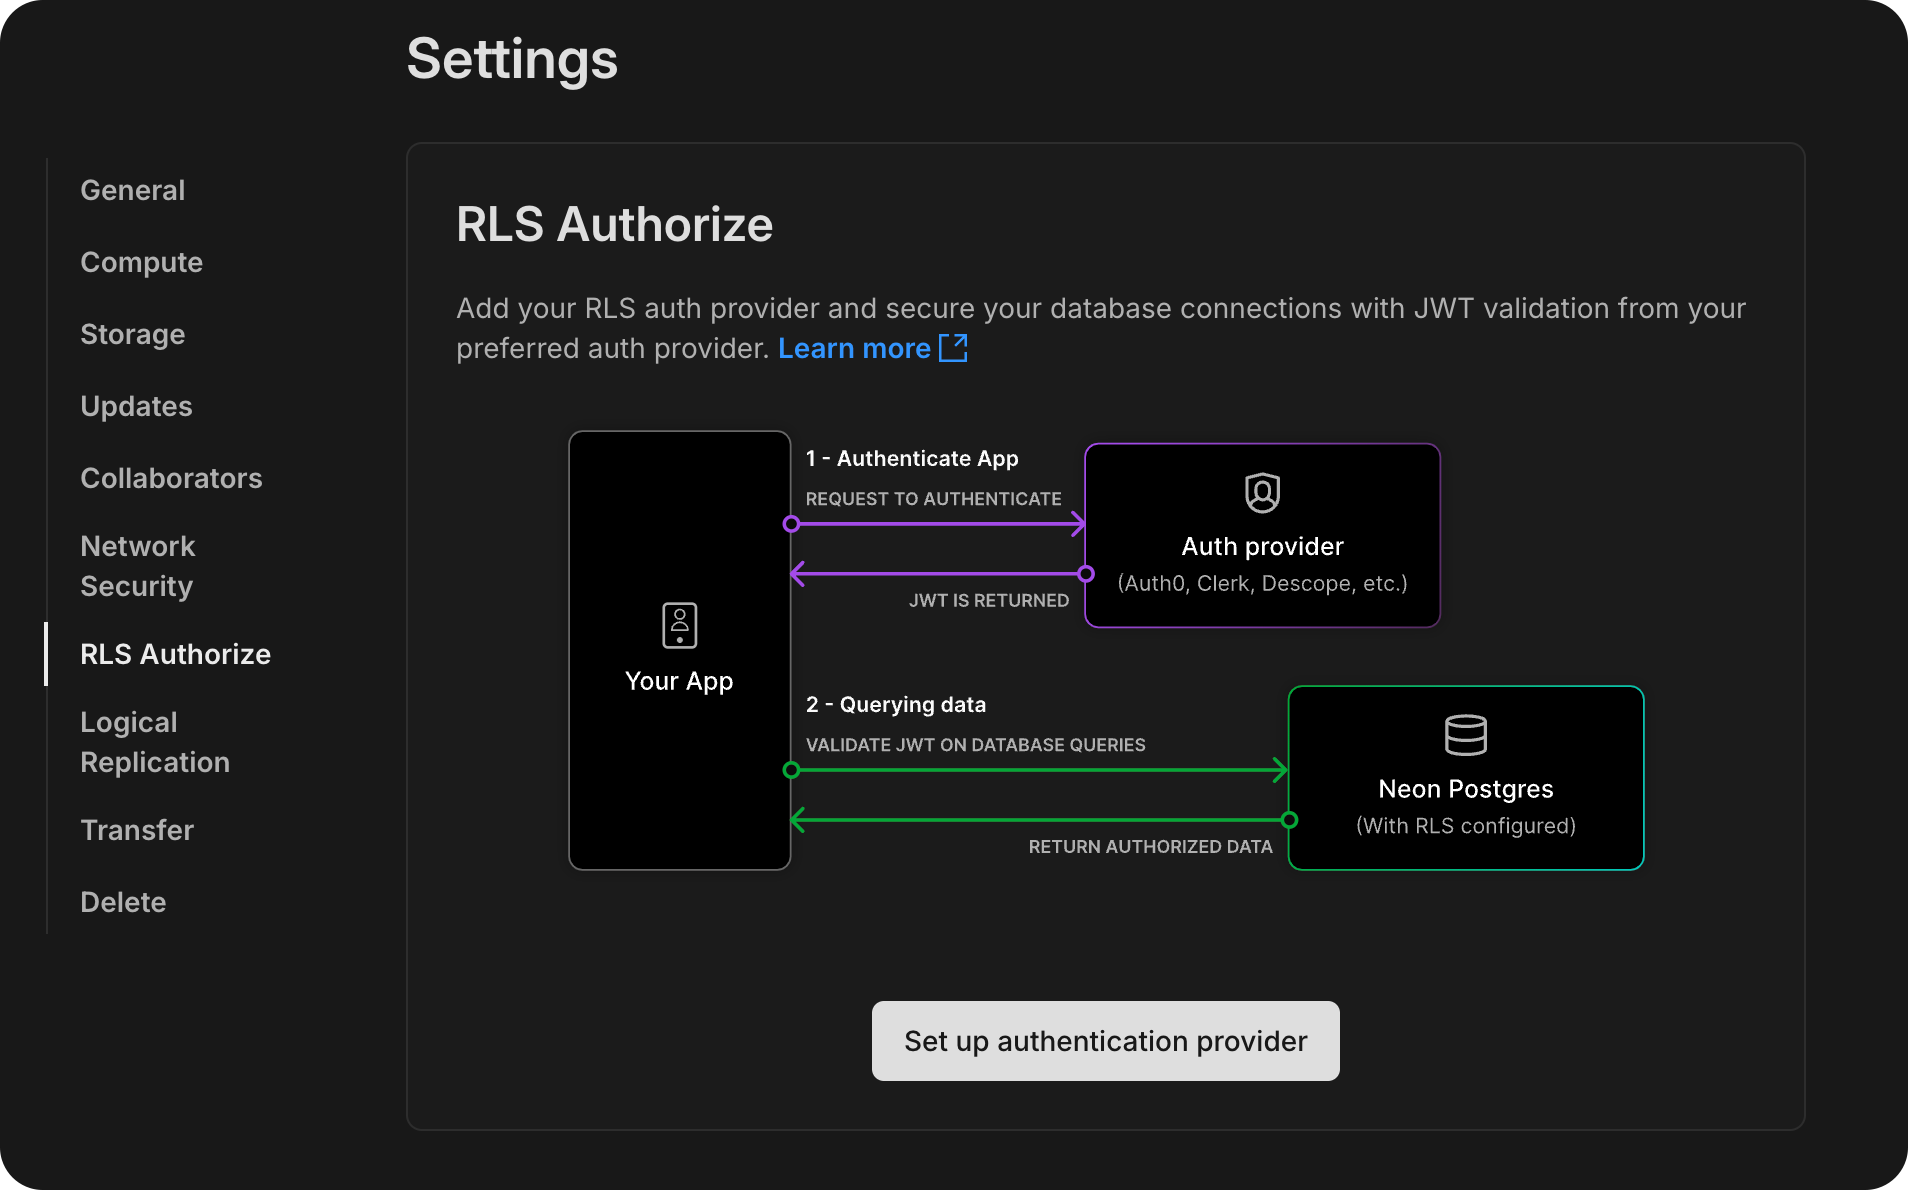 Settings
General
Compute
Storage
Updates
Collaborators
Network
Security
RLS Authorize
Logical
Replication
Transfer
Delete
RLS Authorize
Add your RLS auth provider and secure your database connections with JWT validation from your
preferred auth provider. Learn more
Your App
1 - Authenticate App
REQUEST TO AUTHENTICATE
JWT IS RETURNED
Auth provider
(Auth0, Clerk, Descope, etc.)
2 - Querying data
VALIDATE JWT ON DATABASE QUERIES
RETURN AUTHORIZED DATA
Neon Postgres
(With RLS configured)
Set up authentication provider